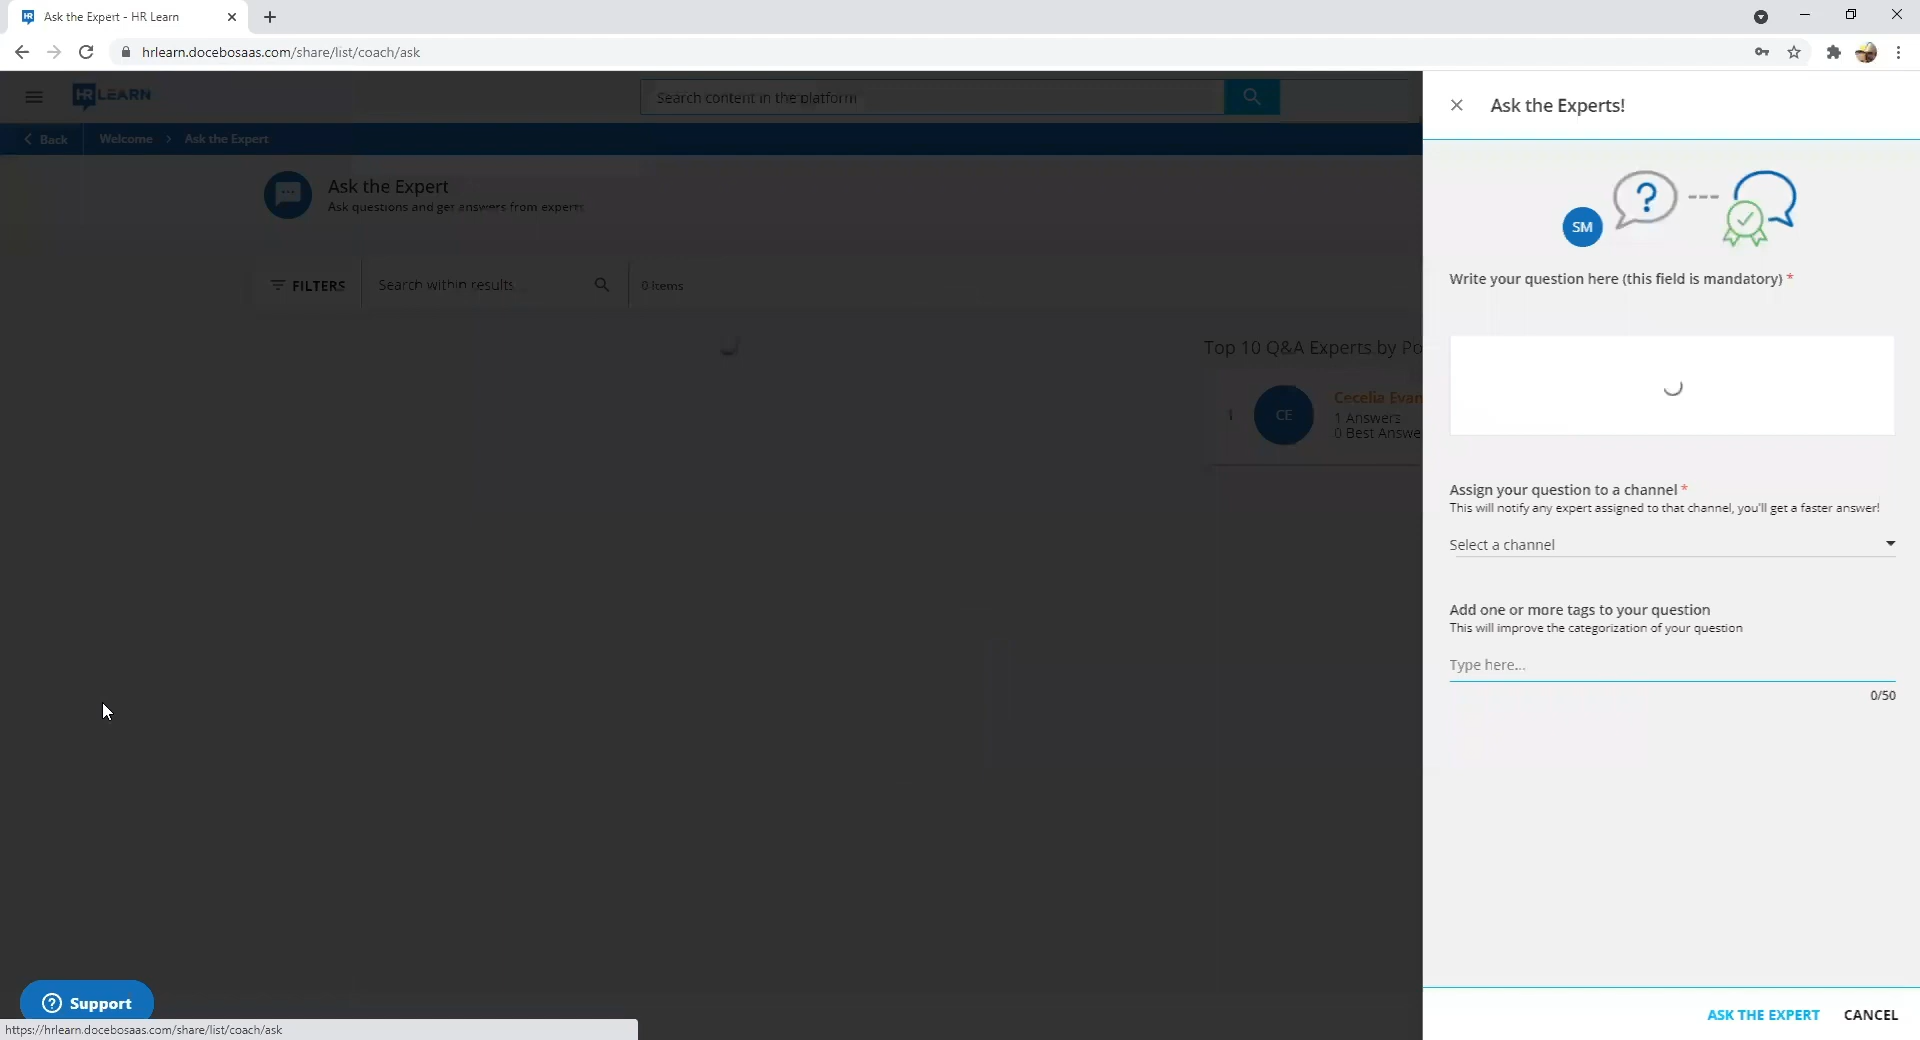 Ask the Expert - HR Learn
hrlearn.docebosaas.com/share/list/coach/ask
HR LEARN
Search content in the platform
Back
Welcome > Ask the Expert
Ask the Expert
Ask questions and get answers from experts
FILTERS
Search within results...
0 items
Top 10 Q&A Experts by Po
1
CE
Cecelia Evan
1 Answers
0 Best Answe
Support
https://hrlearn.docebosaas.com/share/list/coach/ask
Ask the Experts!
SM
?
Write your question here (this field is mandatory) *
Assign your question to a channel *
This will notify any expert assigned to that channel, you'll get a faster answer!
Select a channel
Add one or more tags to your question
This will improve the categorization of your question
Type here...
0/50
ASK THE EXPERT
CANCEL